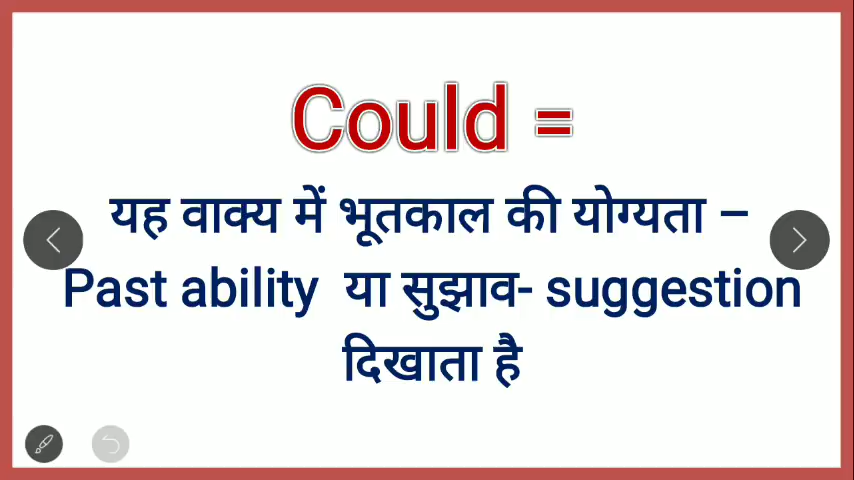 Could =
यह वाक्य में भूतकाल की योग्यता –
Past ability या सुझाव- suggestion
दिखाता है